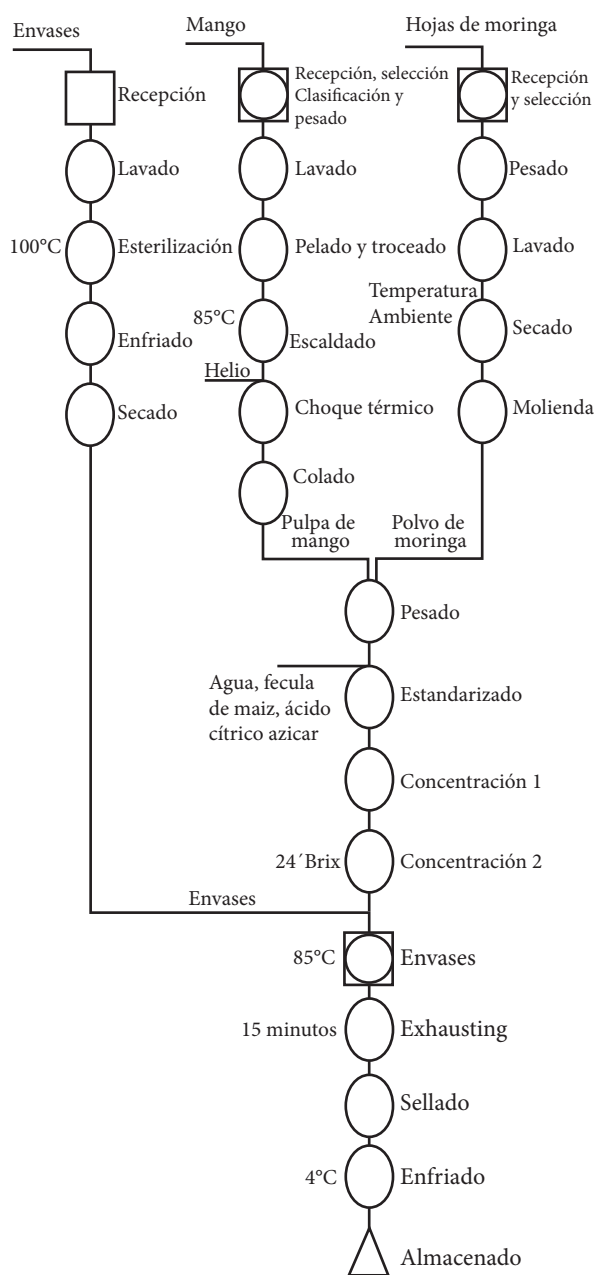 Envases
Mango
Hojas de moringa
Recepción
Recepción, selección
Clasificación y
pesado
Recepción
y selección
Lavado
Lavado
Pesado
100°C
Esterilización
Pelado y troceado
Lavado
85°C
Temperatura
Ambiente
Enfriado
Escaldado
Secado
Helio
Secado
Choque térmico
Molienda
Colado
Pulpa de
mango
Polvo de
moringa
Pesado
Agua, fecula
de maiz, ácido
cítrico azicar
Estandarizado
Concentración 1
24´Brix
Concentración 2
Envases
85°C
Envases
15 minutos
Exhausting
Sellado
4°C
Enfriado
Almacenado